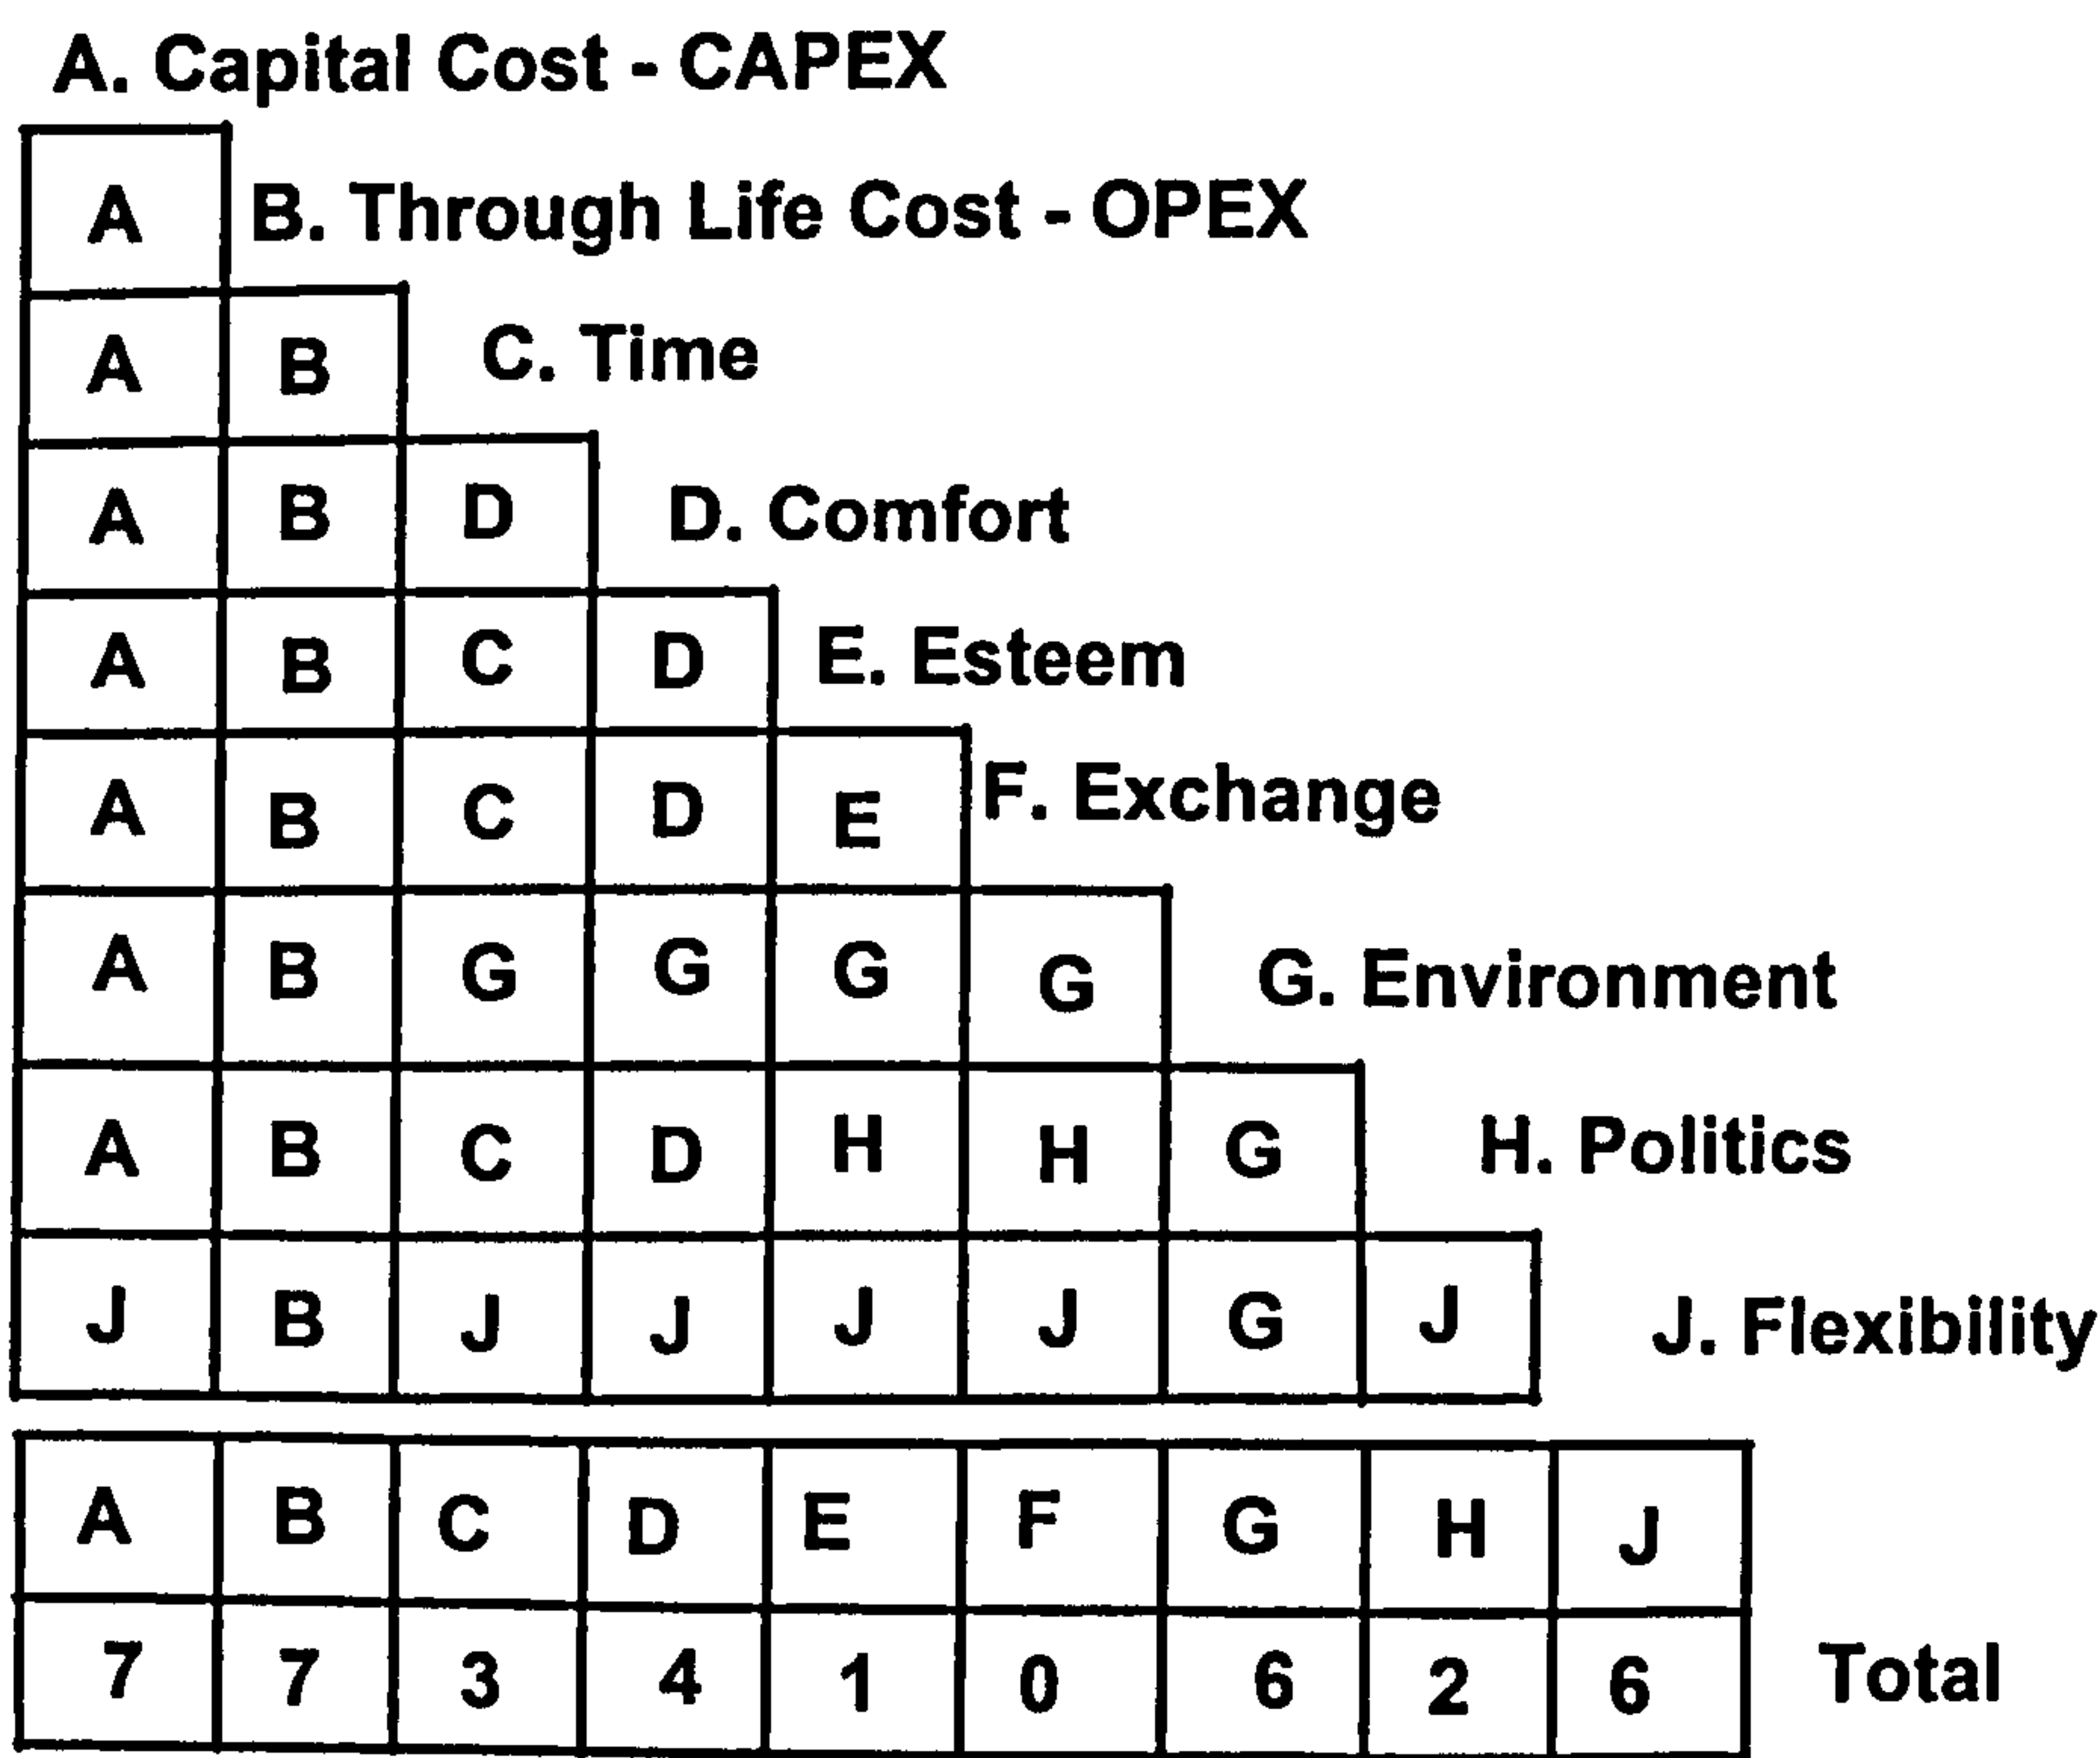 A. Capital Cost - CAPEX
A B. Through Life Cost - OPEX
A B C. Time
A B D D. Comfort
A B C D E. Esteem
A B C D E F. Exchange
A B G G G G G. Environment
A B C D H H G H. Politics
J B J J J J G J J. Flexibility
A B C D E F G H J
7 7 3 4 1 0 6 2 6 Total